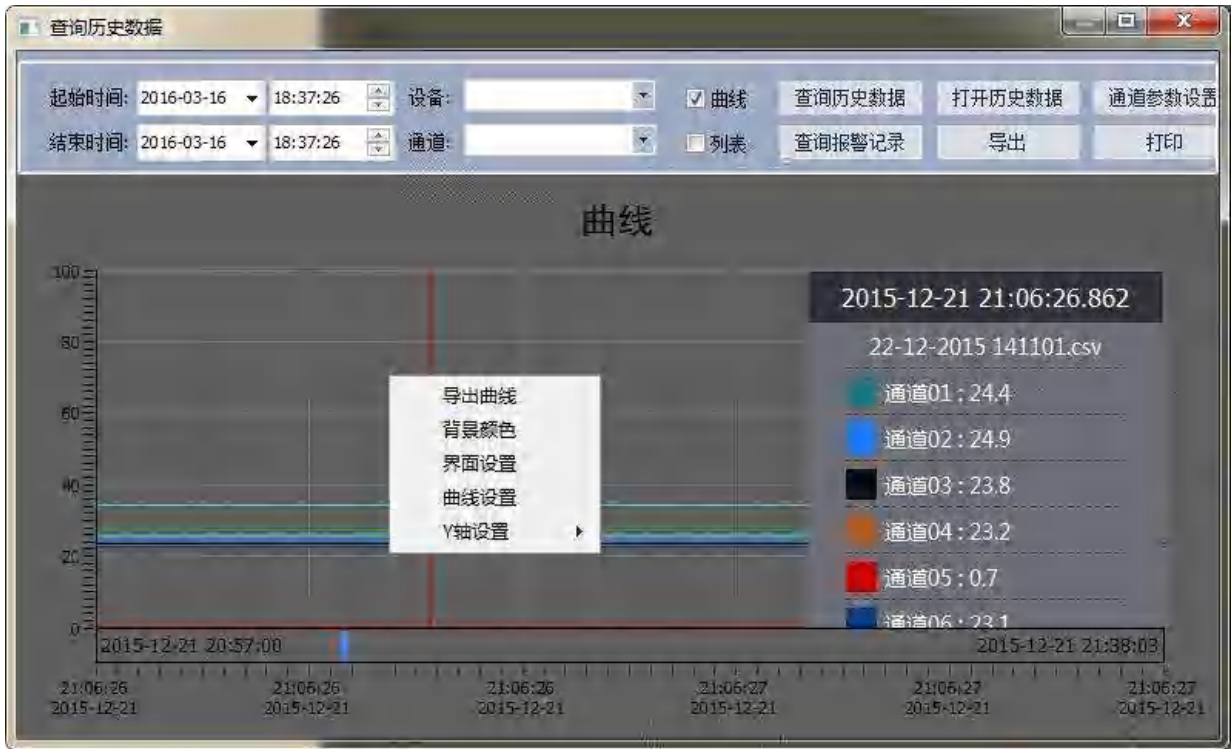 查询历史数据
起始时间: 2016-03-16 18:37:26 设备: 曲线 查询历史数据 打开历史数据 通道参数设置
结束时间: 2016-03-16 18:37:26 通道: 列表 查询报警记录 导出 打印
曲线
100
80
60
40
20
0
2015-12-21 21:06:26.862
22-12-2015 141101.csv
通道01 : 24.4
通道02 : 24.9
通道03 : 23.8
通道04 : 23.2
通道05 : 0.7
通道06 : 23.1
导出曲线
背景颜色
界面设置
曲线设置
Y轴设置
2015-12-21 20:57:00 2015-12-21 21:38:03
21:06:26 21:06:26 21:06:26 21:06:27 21:06:27 21:06:27
2015-12-21 2015-12-21 2015-12-21 2015-12-21 2015-12-21 2015-12-21